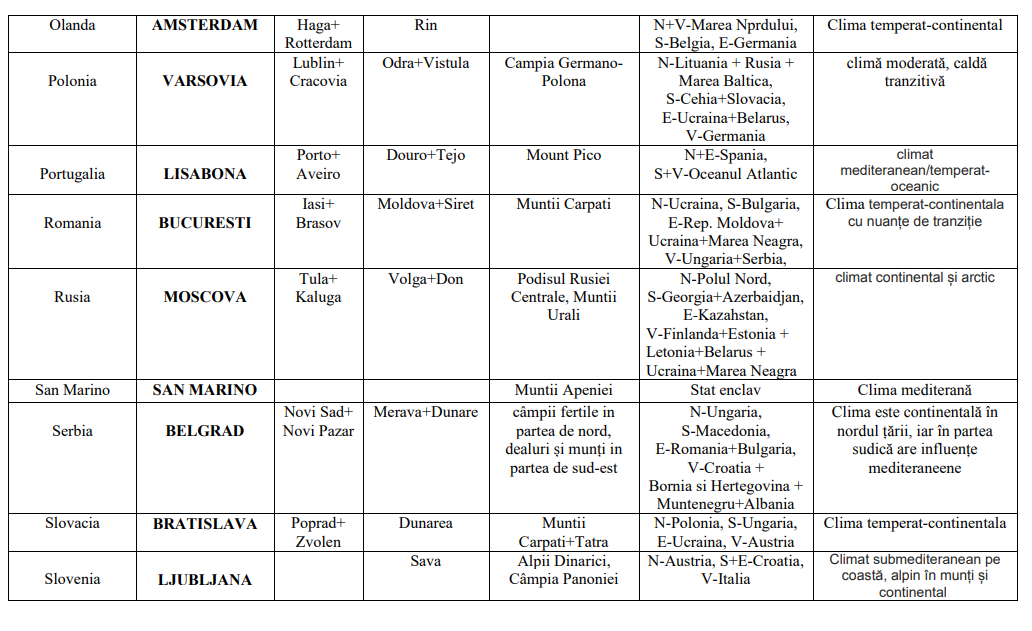 Olanda AMSTERDAM Haga+ Rin N+V-Marea Nprdului, Clima temperat-continental
Rotterdam S-Belgia, E-Germania
Polonia VARSOVIA Lublin+ Odra+Vistula Campia Germano- N-Lituania + Rusia + climă moderată, caldă
Cracovia Polona Marea Baltica, tranzitivă
S-Cehia+Slovacia,
E-Ucraina+Belarus,
V-Germania
Portugalia LISABONA Porto+ Douro+Tejo Mount Pico N+E-Spania, climat
Aveiro S+V-Oceanul Atlantic mediteranean/temperat-
oceanic
Romania BUCURESTI Iasi+ Moldova+Siret Muntii Carpati N-Ucraina, S-Bulgaria, Clima temperat-continentala
Brasov E-Rep. Moldova+ cu nuanțe de tranziție
Ucraina+Marea Neagra,
V-Ungaria+Serbia,
Rusia MOSCOVA Tula+ Volga+Don Podisul Rusiei N-Polul Nord, climat continental și arctic
Kaluga Centrale, Muntii S-Georgia+Azerbaidjan,
Urali E-Kazahstan,
V-Finlanda+Estonia +
Letonia+Belarus +
Ucraina+Marea Neagra
San Marino SAN MARINO Muntii Apeniei Stat enclav Clima mediterană
Serbia BELGRAD Novi Sad+ Merava+Dunare câmpii fertile in N-Ungaria, Clima este continentală în
Novi Pazar partea de nord, S-Macedonia, nordul țării, iar în partea
dealuri și munți in E-Romania+Bulgaria, sudică are influențe
partea de sud-est V-Croatia + mediteraneene
Bornia si Hertegovina +
Muntenegru+Albania
Slovacia BRATISLAVA Poprad+ Dunarea Muntii N-Polonia, S-Ungaria, Clima temperat-continentala
Zvolen Carpati+Tatra E-Ucraina, V-Austria
Slovenia LJUBLJANA Sava Alpii Dinarici, N-Austria, S+E-Croatia, Climat submediteranean pe
Câmpia Panoniei V-Italia coastă, alpin în munți și
continental